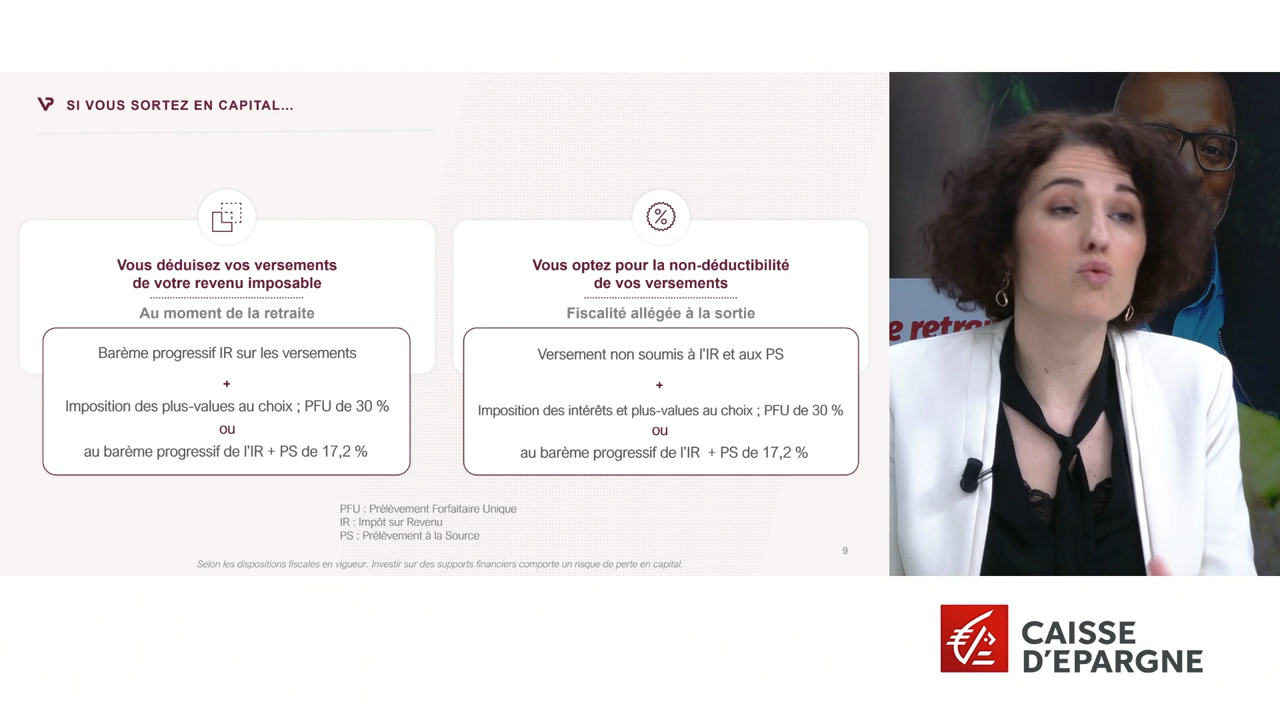 SI VOUS SORTEZ EN CAPITAL...
Vous déduisez vos versements
de votre revenu imposable
Au moment de la retraite
Barème progressif IR sur les versements
+
Imposition des plus-values au choix ; PFU de 30 %
ou
au barème progressif de l'IR + PS de 17,2 %
%
Vous optez pour la non-déductibilité
de vos versements
Fiscalité allégée à la sortie
Versement non soumis à l'IR et aux PS
+
Imposition des intérêts et plus-values au choix ; PFU de 30 %
ou
au barème progressif de l'IR + PS de 17,2 %
PFU : Prélèvement Forfaitaire Unique
IR : Impôt sur Revenu
PS : Prélèvement à la Source
9
Selon les dispositions fiscales en vigueur. Investir sur des supports financiers comporte un risque de perte en capital.
CAISSE
D'EPARGNE